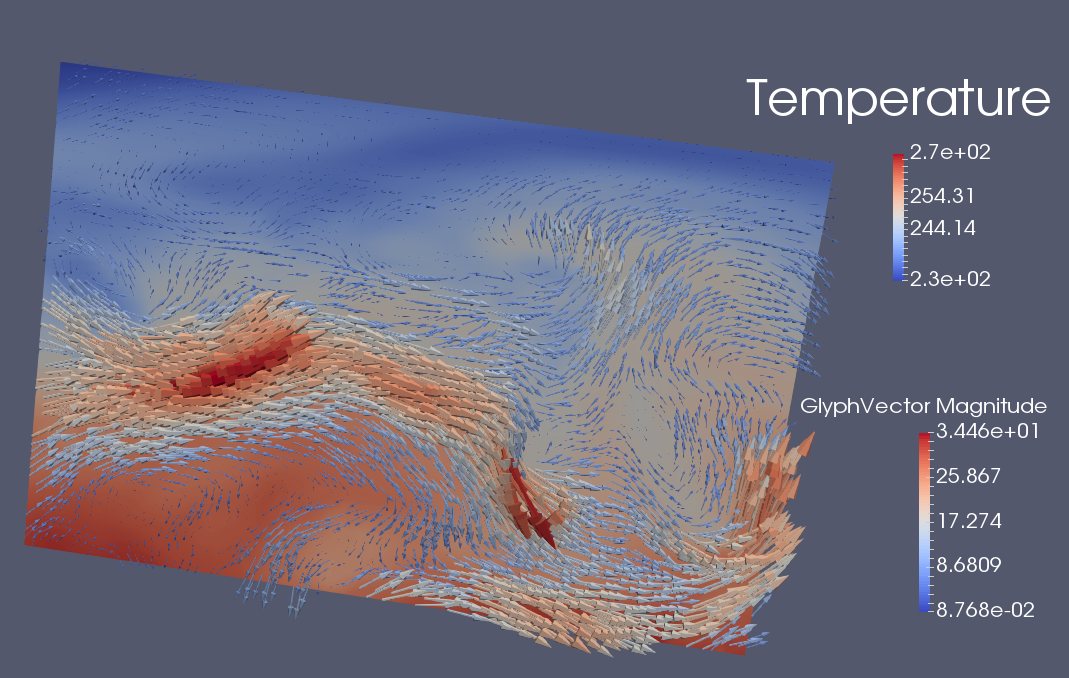 Temperature
2.7e+02
254.31
244.14
2.3e+02
GlyphVector Magnitude
3.446e+01
25.867
17.274
8.6809
8.768e-02